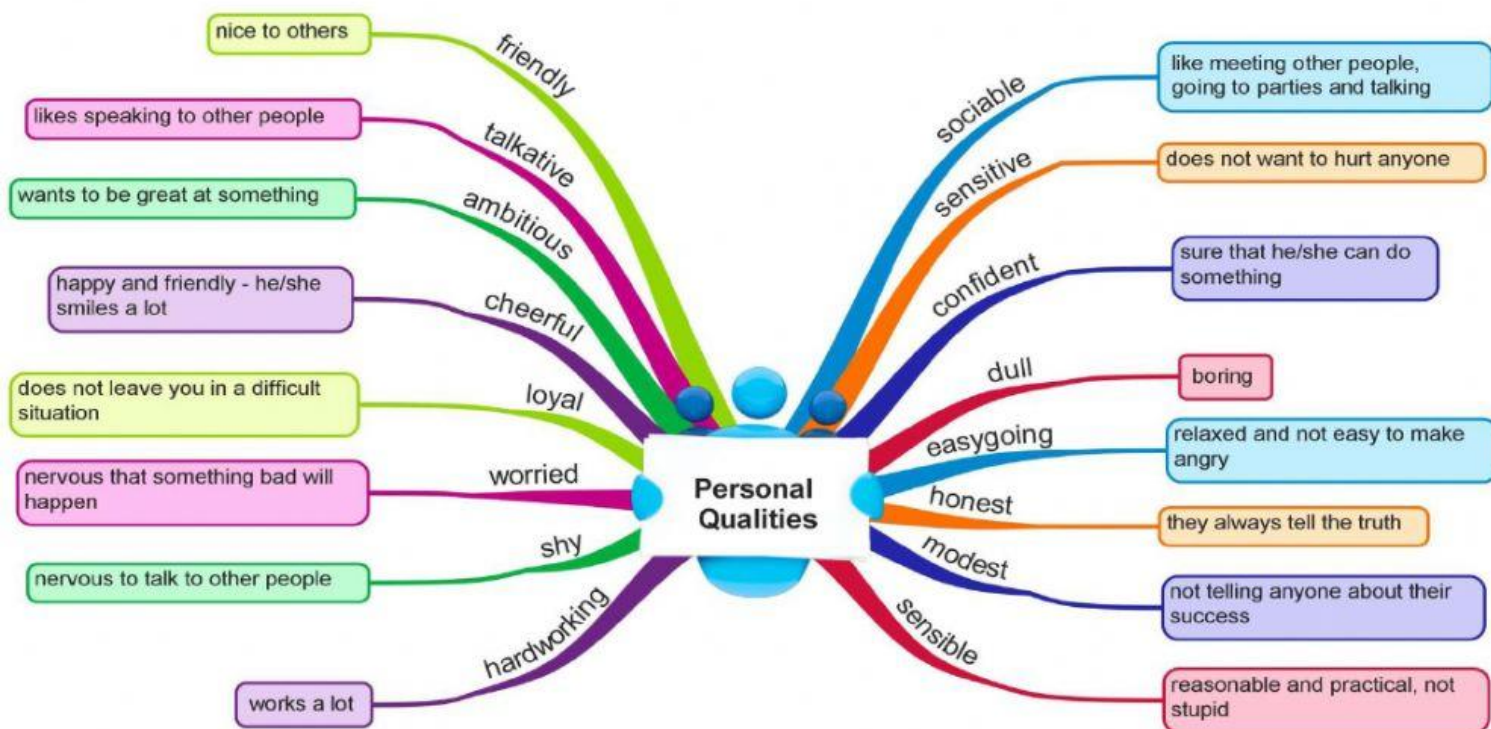 friendly
nice to others
talkative
likes speaking to other people
ambitious
wants to be great at something
cheerful
happy and friendly - he/she
smiles a lot
loyal
does not leave you in a difficult
situation
worried
nervous that something bad will
happen
shy
nervous to talk to other people
hardworking
works a lot
Personal
Qualities
sociable
like meeting other people,
going to parties and talking
sensitive
does not want to hurt anyone
confident
sure that he/she can do
something
dull
boring
easygoing
relaxed and not easy to make
angry
honest
they always tell the truth
modest
not telling anyone about their
success
sensible
reasonable and practical, not
stupid